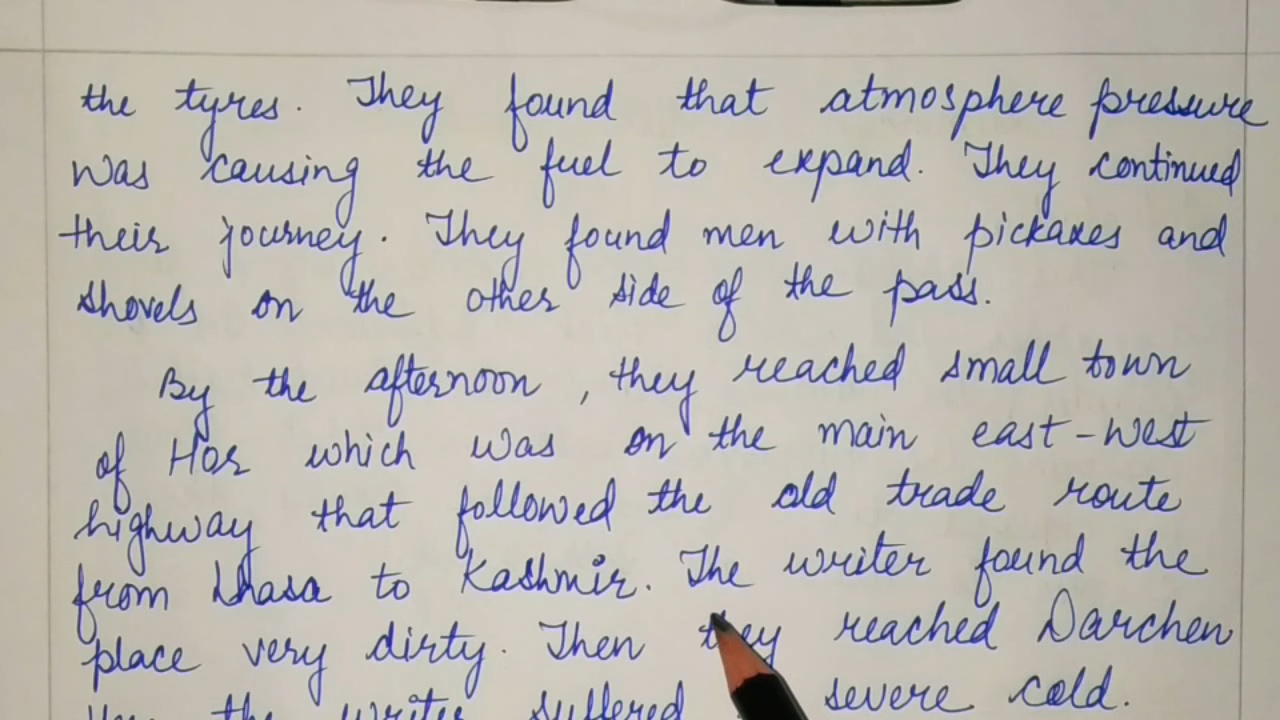 the tyres. They found that atmosphere pressure
was causing the fuel to expand. They continued
their journey. They found men with pickaxes and
shovels on the other side of the pass.
By the afternoon, they reached small town
of Hor which was on the main east-west
highway that followed the old trade route
from Lhasa to Kashmir. The writer found the
place very dirty. Then they reached Darchen
the writer suffered severe cold.